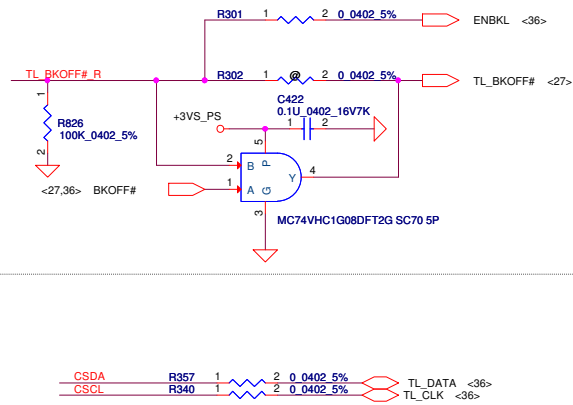 R301 1 2 0_0402_5% ENBKL <36>
TL_BKOFF#_R R302 1 @ 2 0_0402_5% TL_BKOFF# <27>
1
R826
100K_0402_5%
2
C422
0.1U_0402_16V7K
+3VS_PS 1 2
5
2 B P
Y 4
<27,36> BKOFF# 1 A G
3
MC74VHC1G08DFT2G SC70 5P
CSDA R357 1 2 0_0402_5% TL_DATA <36>
CSCL R340 1 2 0_0402_5% TL_CLK <36>